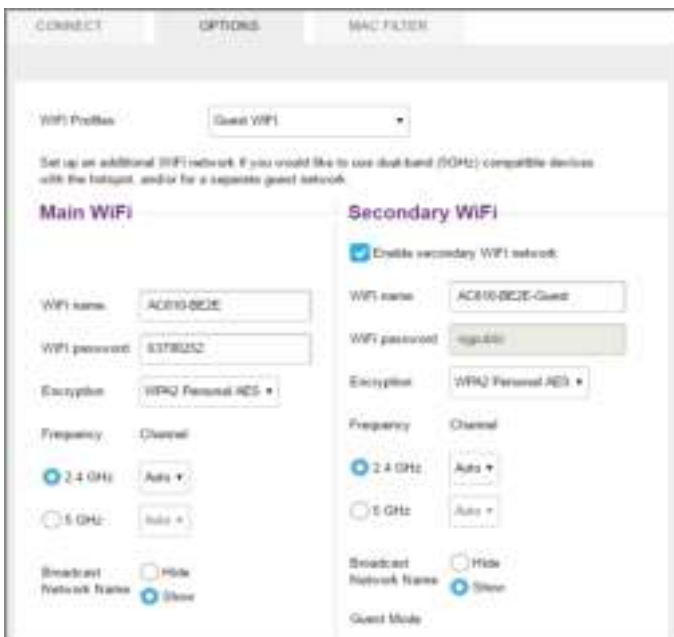 CONNECT OPTIONS MAC FILTER
WiFi Profiles Guest WiFi
Set up an additional WiFi network if you would like to use dual-band (5GHz) compatible devices
with the hotspot, and/or for a separate guest network.
Main WiFi
WiFi name AC810-BE2E
WiFi password
Encryption WPA2 Personal AES
Frequency Channel
2.4 GHz Auto
5 GHz Auto
Broadcast
Network Name
Hide
Show
Secondary WiFi
Enable secondary WiFi network
WiFi name AC810-BE2E-Guest
WiFi password
Encryption WPA2 Personal AES
Frequency Channel
2.4 GHz Auto
5 GHz Auto
Broadcast
Network Name
Hide
Show
Guest Mode